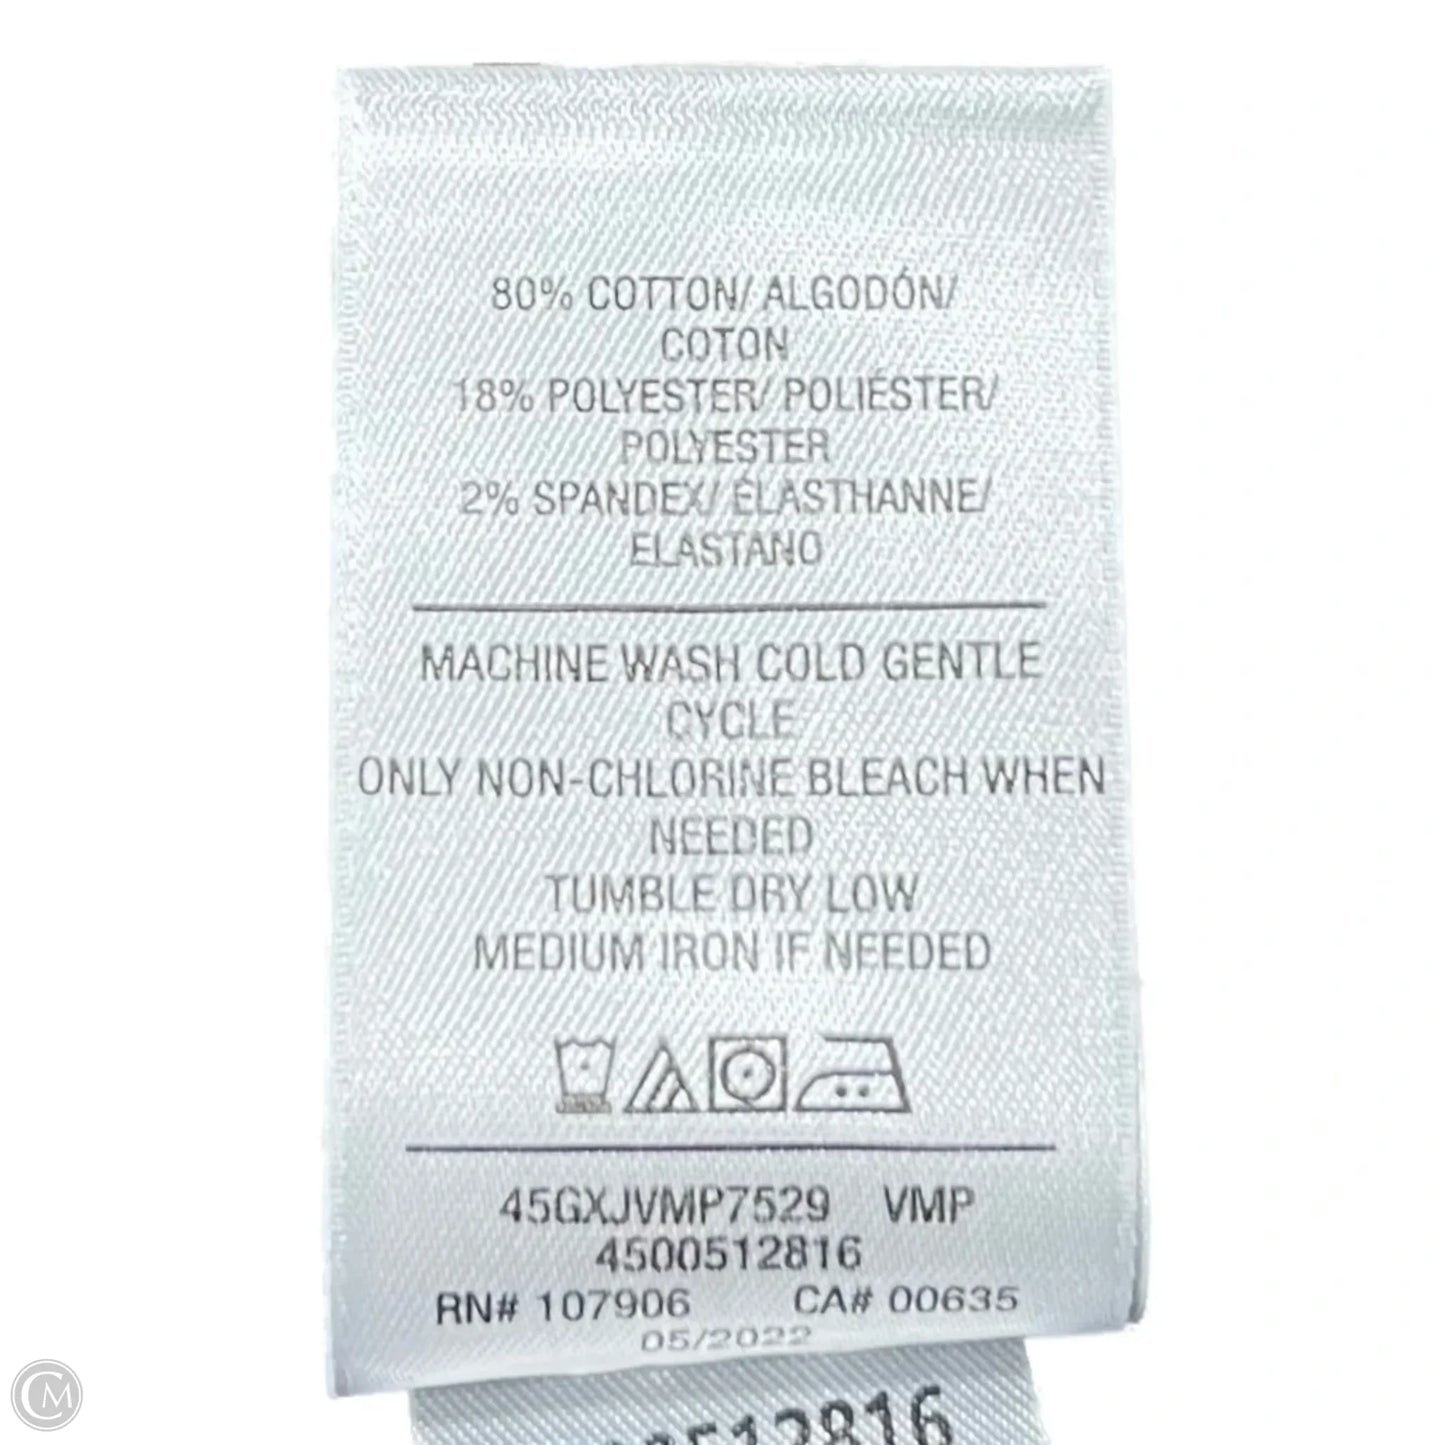 80% COTTON/ ALGODÓN/
COTON
18% POLYESTER/ POLIÉSTER/
POLYESTER
2% SPANDEX/ ÉLASTHANNE/
ELASTANO
MACHINE WASH COLD GENTLE
CYCLE
ONLY NON-CHLORINE BLEACH WHEN
NEEDED
TUMBLE DRY LOW
MEDIUM IRON IF NEEDED
45GXJVMP7529 VMP
4500512816
RN# 107906 CA# 00635
05/2022
CM